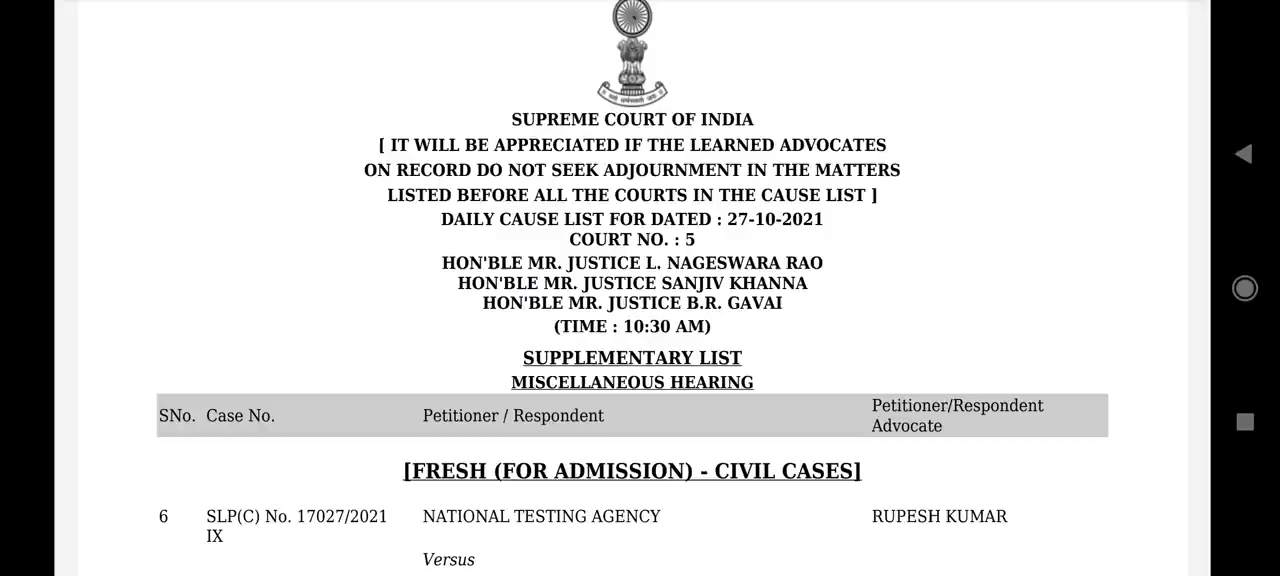 SUPREME COURT OF INDIA
[ IT WILL BE APPRECIATED IF THE LEARNED ADVOCATES
ON RECORD DO NOT SEEK ADJOURNMENT IN THE MATTERS
LISTED BEFORE ALL THE COURTS IN THE CAUSE LIST ]
DAILY CAUSE LIST FOR DATED : 27-10-2021
COURT NO. : 5
HON'BLE MR. JUSTICE L. NAGESWARA RAO
HON'BLE MR. JUSTICE SANJIV KHANNA
HON'BLE MR. JUSTICE B.R. GAVAI
(TIME : 10:30 AM)
SUPPLEMENTARY LIST
MISCELLANEOUS HEARING
SNo. Case No. Petitioner / Respondent Petitioner/Respondent
Advocate
[FRESH (FOR ADMISSION) - CIVIL CASES]
6 SLP(C) No. 17027/2021 NATIONAL TESTING AGENCY RUPESH KUMAR
IX
Versus